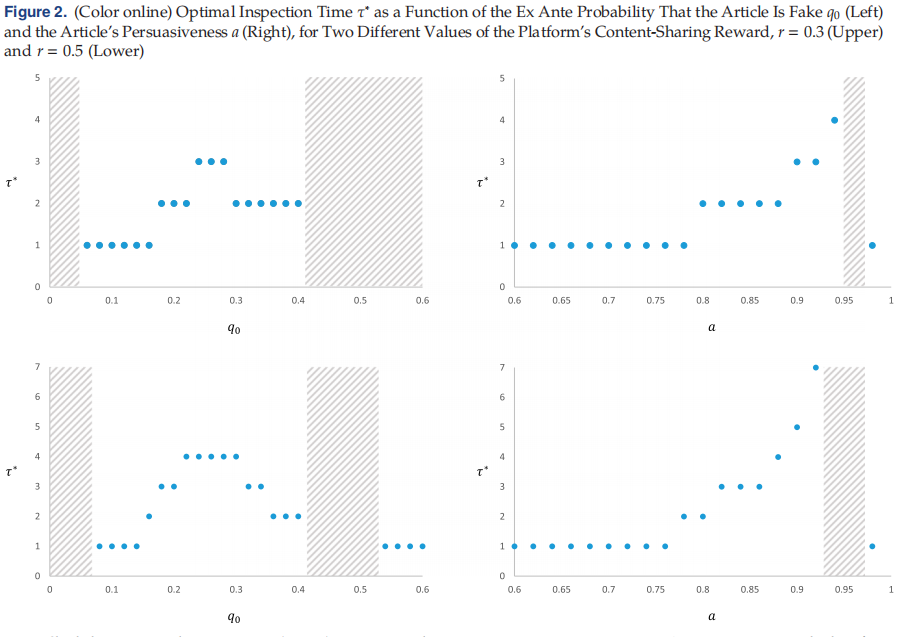 Figure 2. (Color online) Optimal Inspection Time τ* as a Function of the Ex Ante Probability That the Article Is Fake q₀ (Left)
and the Article's Persuasiveness a (Right), for Two Different Values of the Platform's Content-Sharing Reward, r = 0.3 (Upper)
and r = 0.5 (Lower)
5
4
3
τ*
2
1
0
0 0.1 0.2 0.3 0.4 0.5 0.6
q₀
5
4
3
τ*
2
1
0
0.6 0.65 0.7 0.75 0.8 0.85 0.9 0.95 1
a
7
6
5
4
τ*
3
2
1
0
0 0.1 0.2 0.3 0.4 0.5 0.6
q₀
7
6
5
4
τ*
3
2
1
0
0.6 0.65 0.7 0.75 0.8 0.85 0.9 0.95 1
a